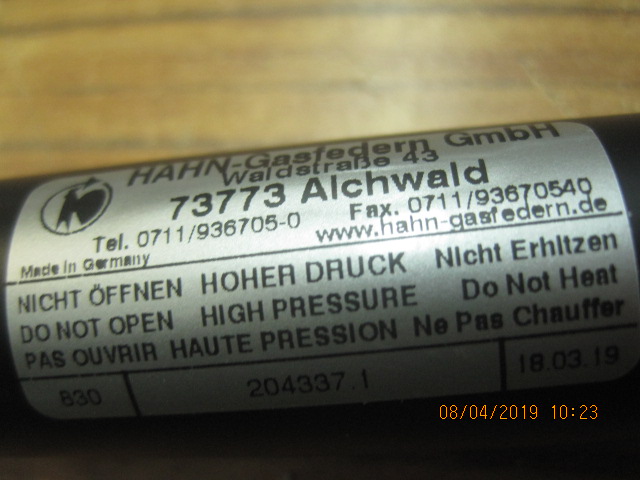 HAHN-Gasfedern GmbH
Waldstraße 43
73773 Aichwald
Tel. 0711/936705-0 Fax. 0711/93670540
www.hahn-gasfedern.de
Made in Germany
NICHT ÖFFNEN HOHER DRUCK Nicht Erhitzen
DO NOT OPEN HIGH PRESSURE Do Not Heat
PAS OUVRIR HAUTE PRESSION Ne Pas Chauffer
830 204337.1 18.03.19
08/04/2019 10:23